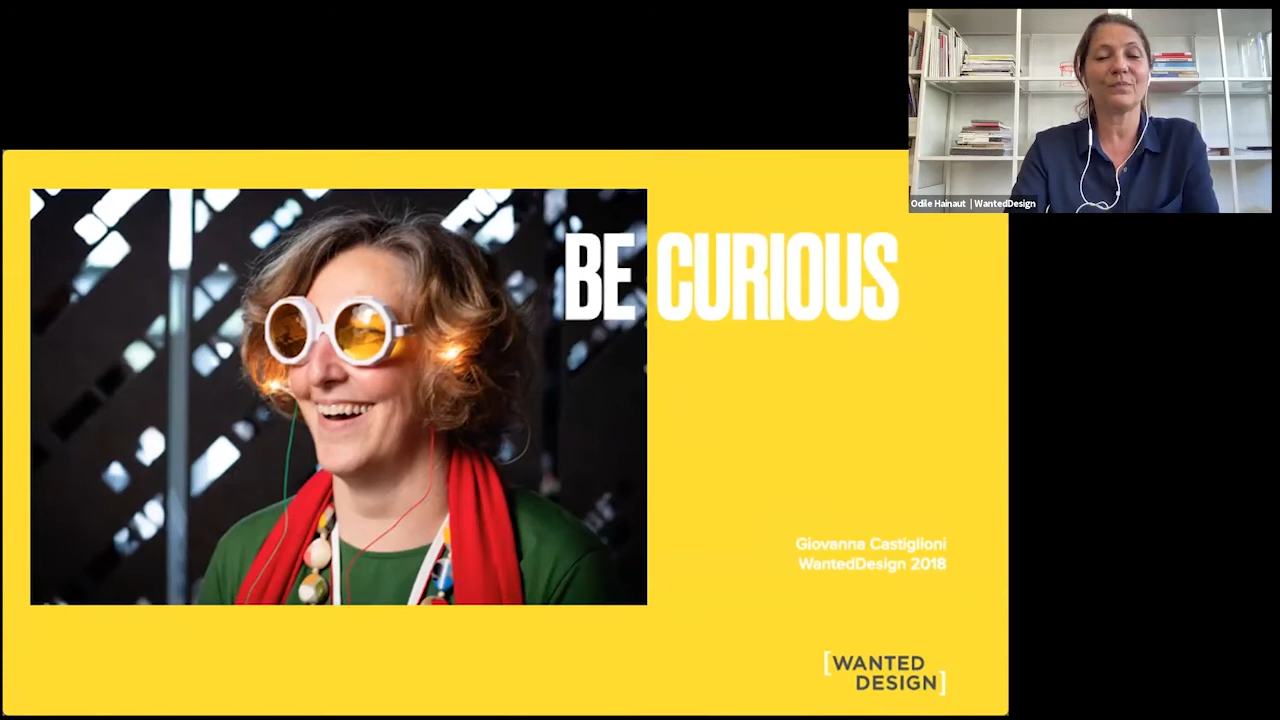 Odile Hainaut | WantedDesign
BE CURIOUS
Giovanna Castiglioni
WantedDesign 2018
[WANTED
DESIGN]